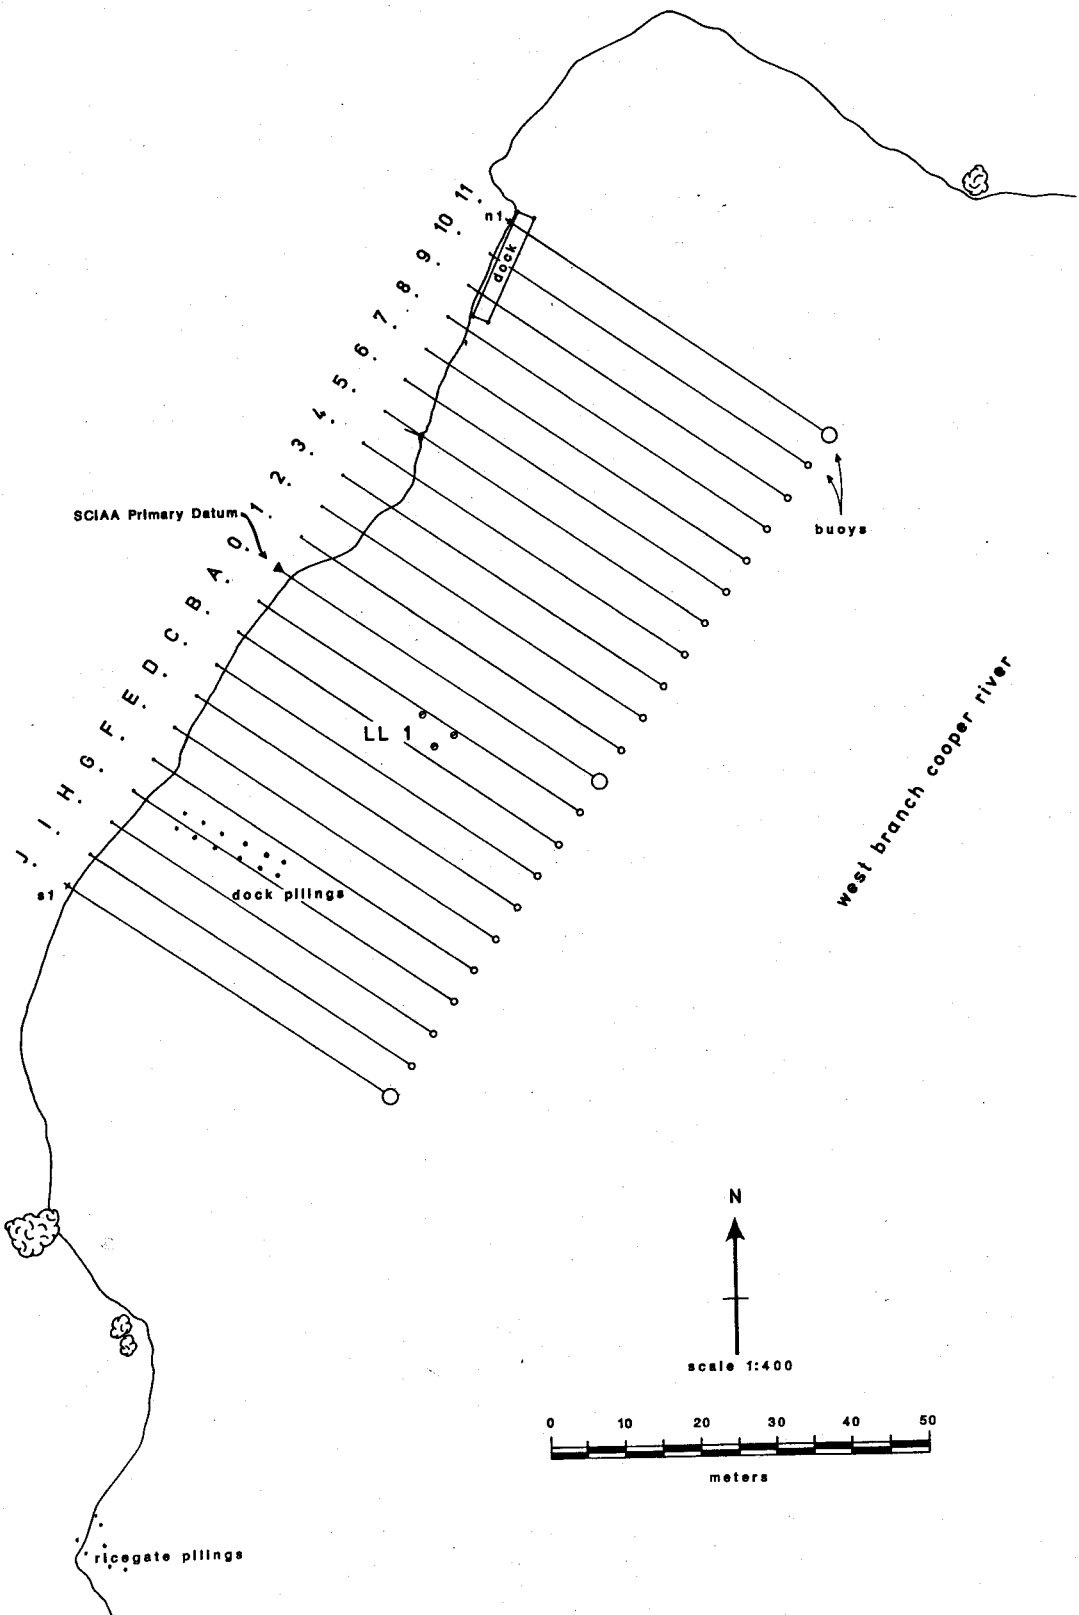 11.
n1
10.
9.
dock
8.
7.
6.
5.
4.
3.
2.
1.
SCIAA Primary Datum
0.
buoys
A.
B.
C.
D.
E.
LL 1
F.
G.
H.
I.
J.
s1
dock pilings
west branch cooper river
N
scale 1:400
0 10 20 30 40 50
meters
ricegate pilings